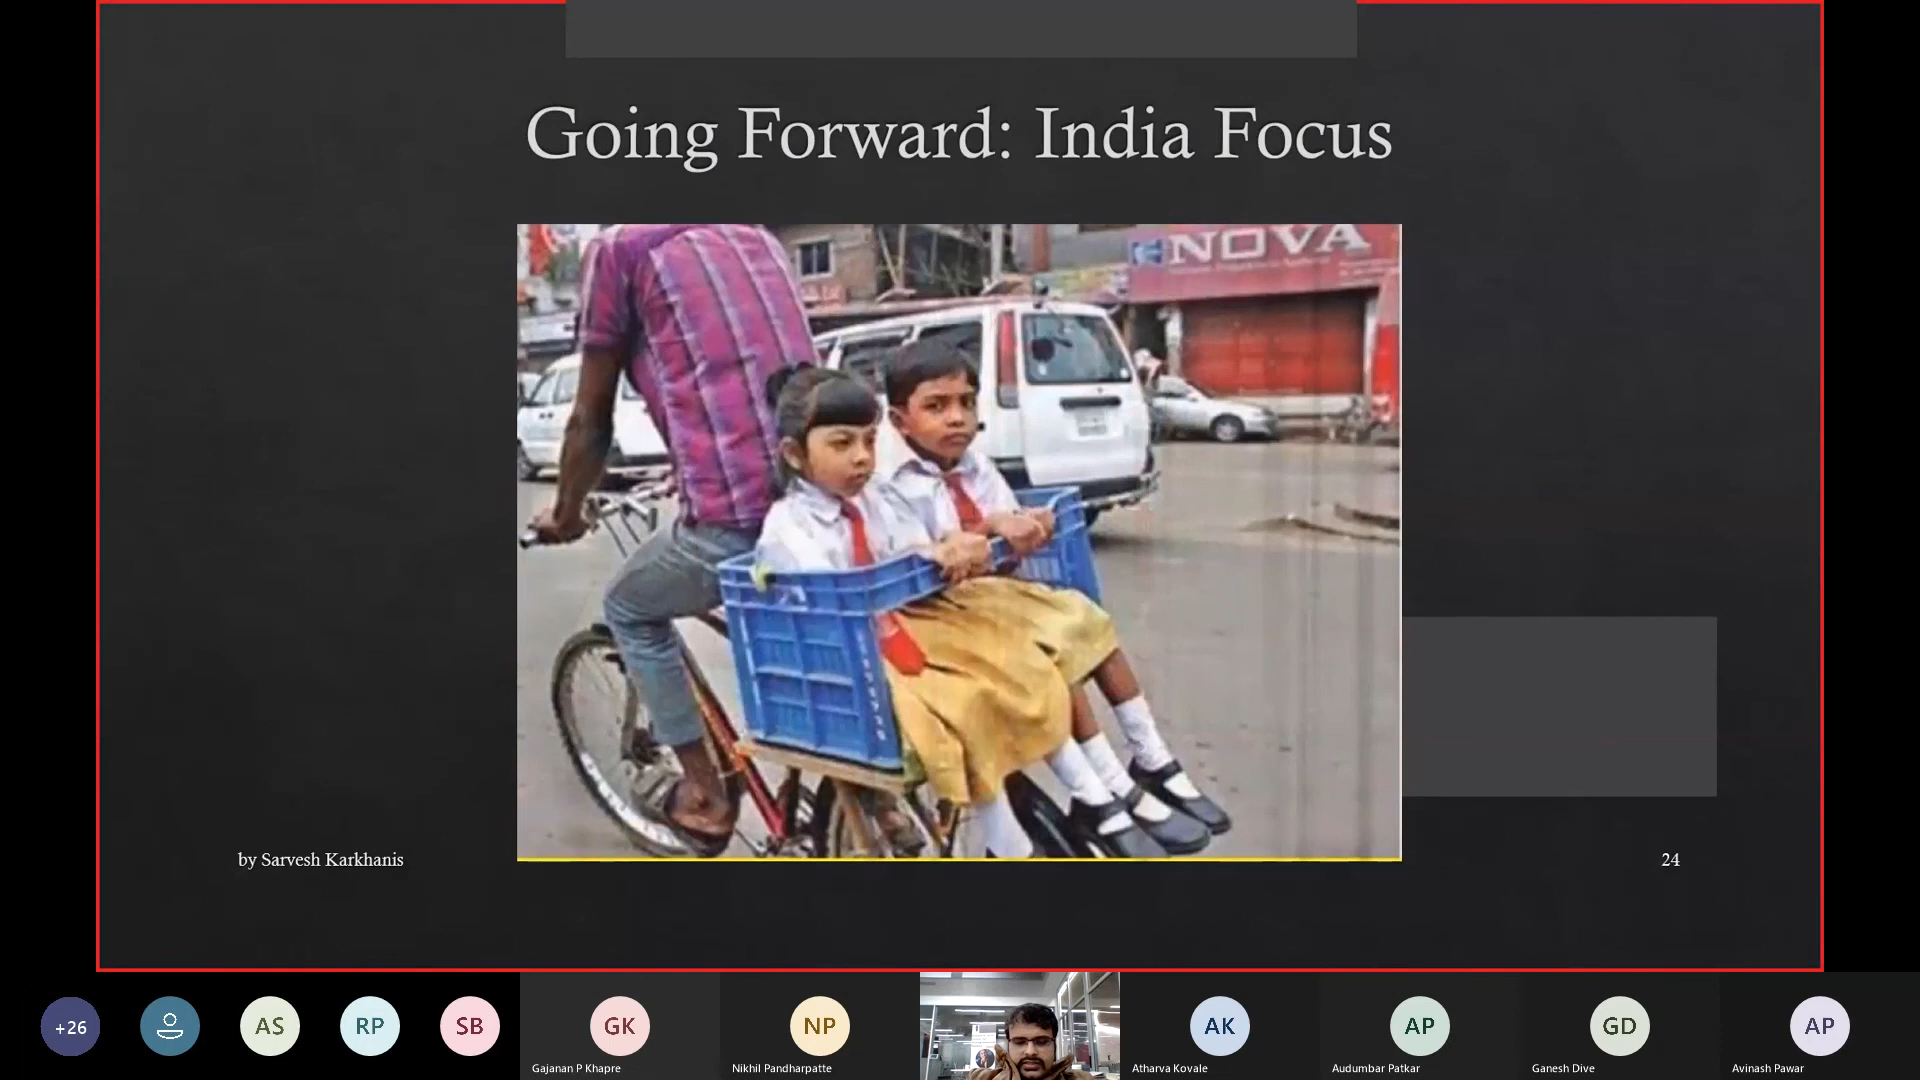 Going Forward: India Focus
NOVA
by Sarvesh Karkhanis
24
+26
AS
RP
SB
GK
NP
AK
AP
GD
AP
Gajanan P Khapre
Nikhil Pandharpatte
Atharva Kovale
Audumbar Patkar
Ganesh Dive
Avinash Pawar